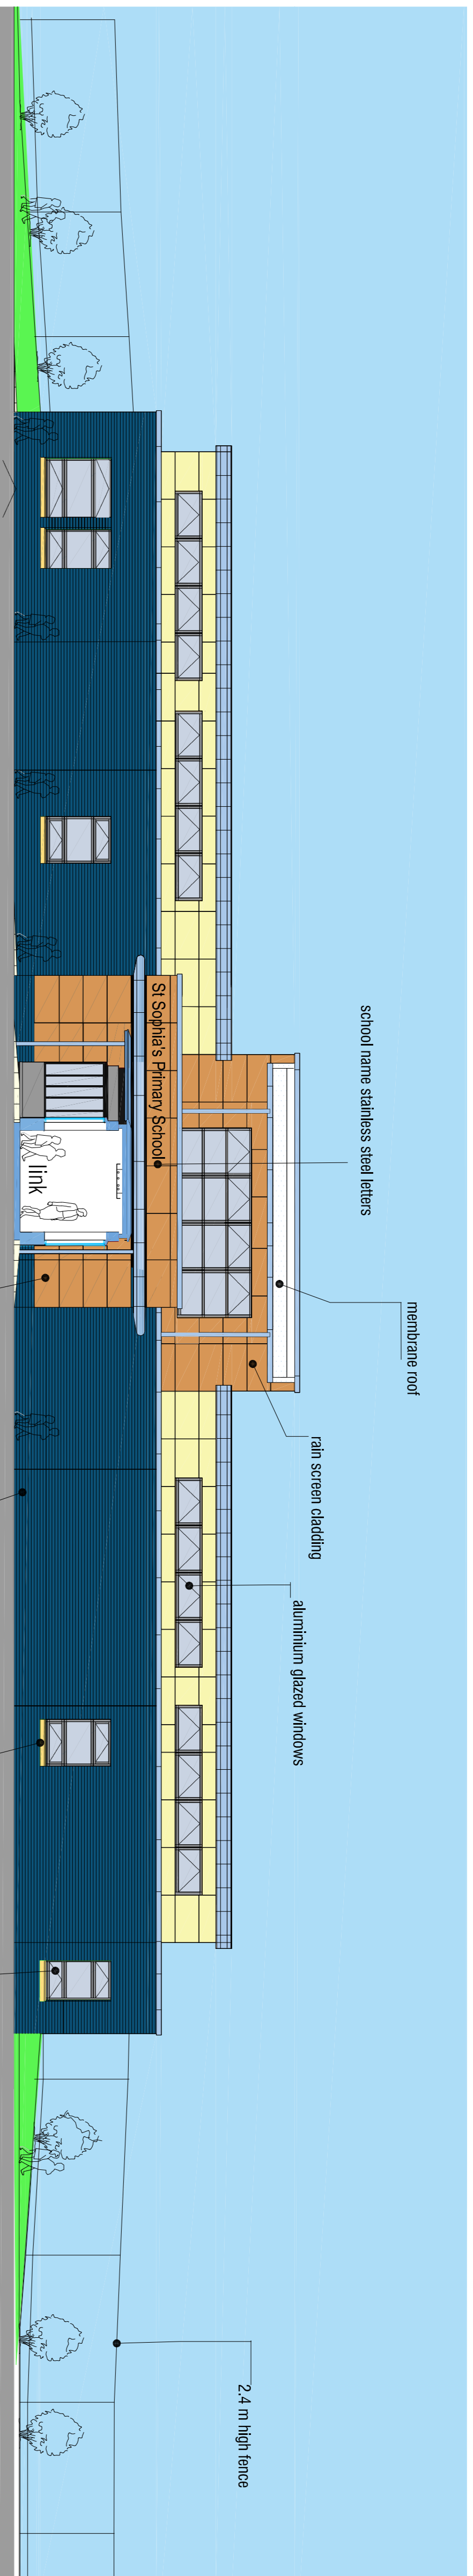 school name stainless steel letters
membrane roof
rain screen cladding
aluminium glazed windows
2.4 m high fence
St Sophia's Primary School
link